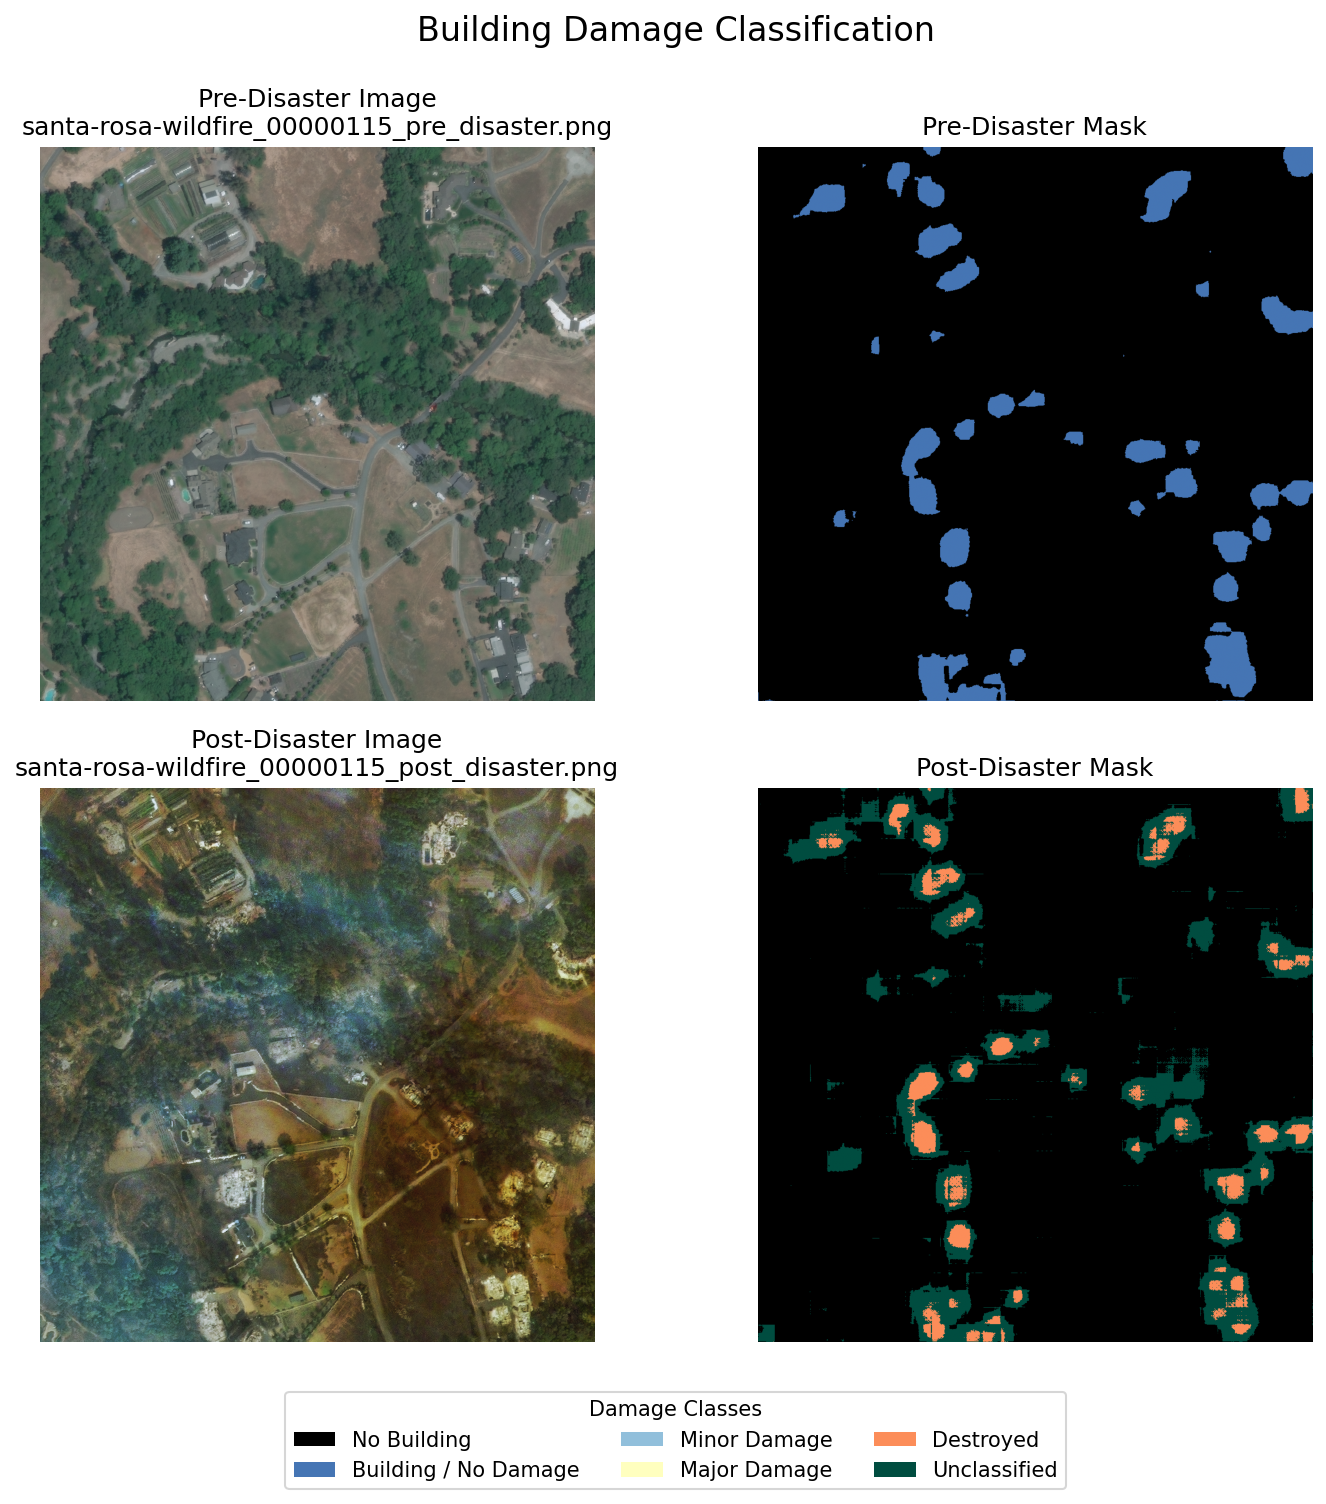 Building Damage Classification
Pre-Disaster Image
santa-rosa-wildfire_00000115_pre_disaster.png
Pre-Disaster Mask
Post-Disaster Image
santa-rosa-wildfire_00000115_post_disaster.png
Post-Disaster Mask
Damage Classes
No Building
Building / No Damage
Minor Damage
Major Damage
Destroyed
Unclassified